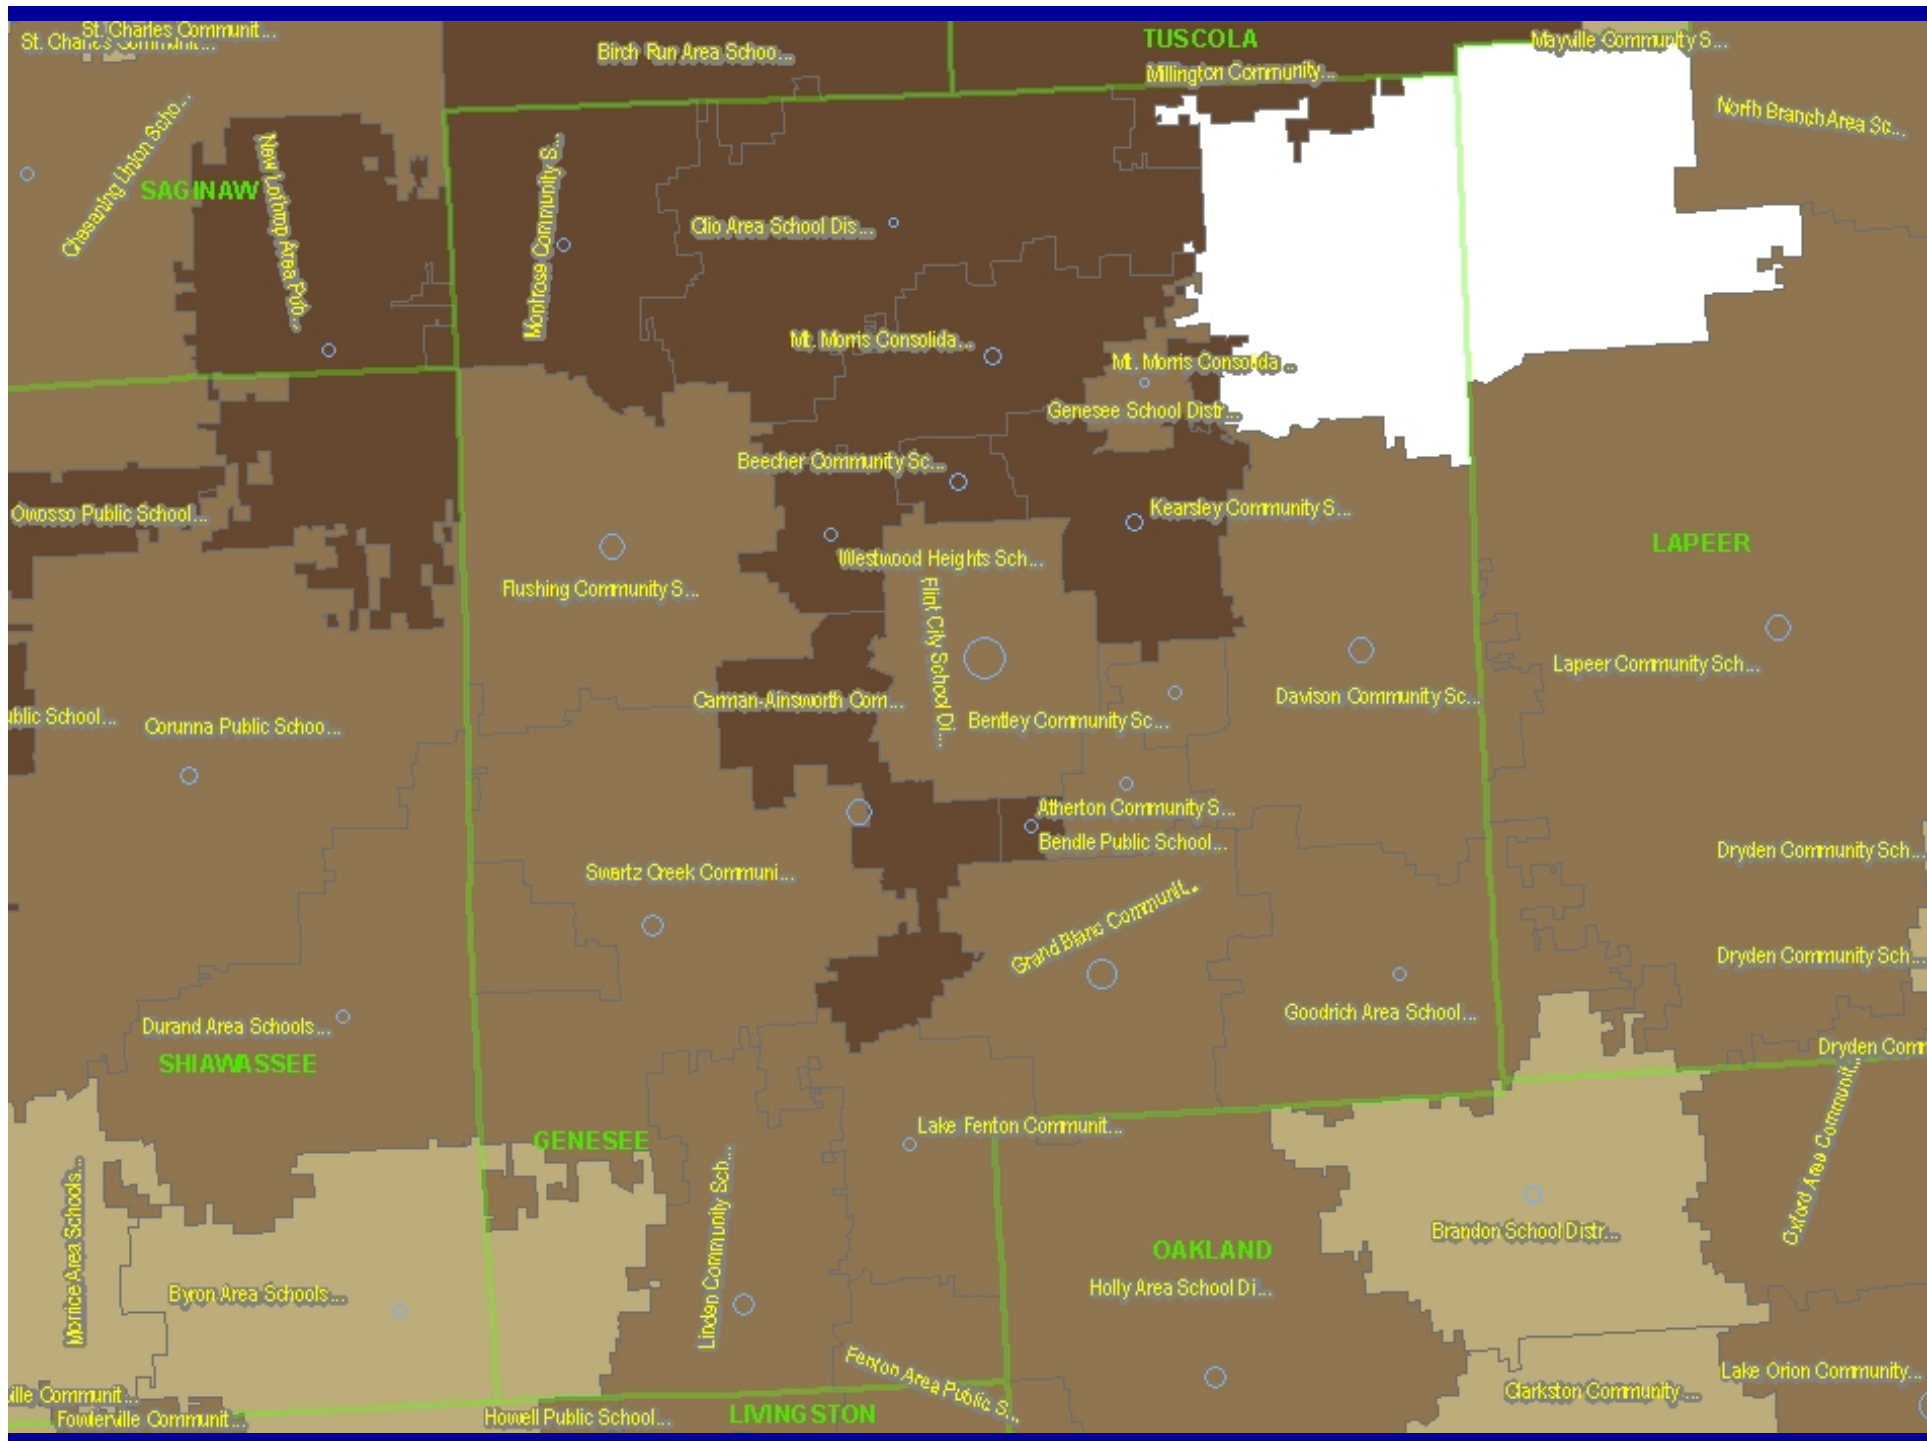 St. Charles Communit...
St. Charles Communit...
Birch Run Area Schoo...
TUSCOLA
Millington Community...
Mayville Community S...
North Branch Area Sc...
Chesaning Union Scho...
SAGINAW
New Lothrop Area Pub...
Montrose Community S...
Clio Area School Dis...
Mt. Morris Consolida...
Mt. Morris Consolida...
Genesee School Distr...
Beecher Community Sc...
Owosso Public School...
Kearsley Community S...
LAPEER
Westwood Heights Sch...
Flushing Community S...
Flint City School Di...
Lapeer Community Sch...
Carman-Ainsworth Com...
Davison Community Sc...
ublic School...
Corunna Public Schoo...
Bentley Community Sc...
Atherton Community S...
Bendle Public School...
Dryden Community Sch...
Swartz Creek Communi...
Grand Blanc Communit...
Dryden Community Sch...
Goodrich Area School...
Durand Area Schools...
SHIAWASSEE
Dryden Comm
Lake Fenton Communit...
GENESEE
Oxford Area Communit...
Morrice Area Schools...
Linden Community Sch...
Brandon School Distr...
OAKLAND
Holly Area School Di...
Byron Area Schools...
Fenton Area Public S...
Lake Orion Community...
Clarkston Community ...
ville Communit...
Fowlerville Communit...
Howell Public School...
LIVINGSTON